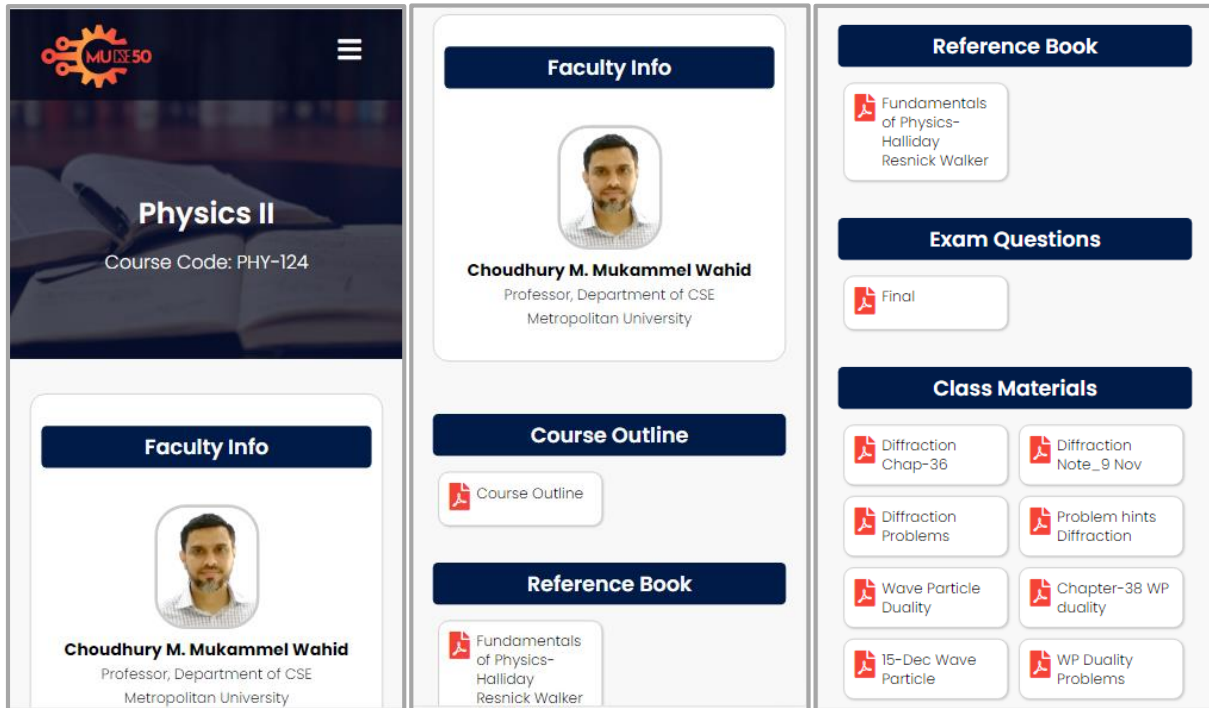 MU CSE 50
Physics II
Course Code: PHY-124
Faculty Info
Choudhury M. Mukammel Wahid
Professor, Department of CSE
Metropolitan University
Faculty Info
Choudhury M. Mukammel Wahid
Professor, Department of CSE
Metropolitan University
Course Outline
Course Outline
Reference Book
Fundamentals
of Physics-
Halliday
Resnick Walker
Reference Book
Fundamentals
of Physics-
Halliday
Resnick Walker
Exam Questions
Final
Class Materials
Diffraction
Chap-36
Diffraction
Note_9 Nov
Diffraction
Problems
Problem hints
Diffraction
Wave Particle
Duality
Chapter-38 WP
duality
15-Dec Wave
Particle
WP Duality
Problems